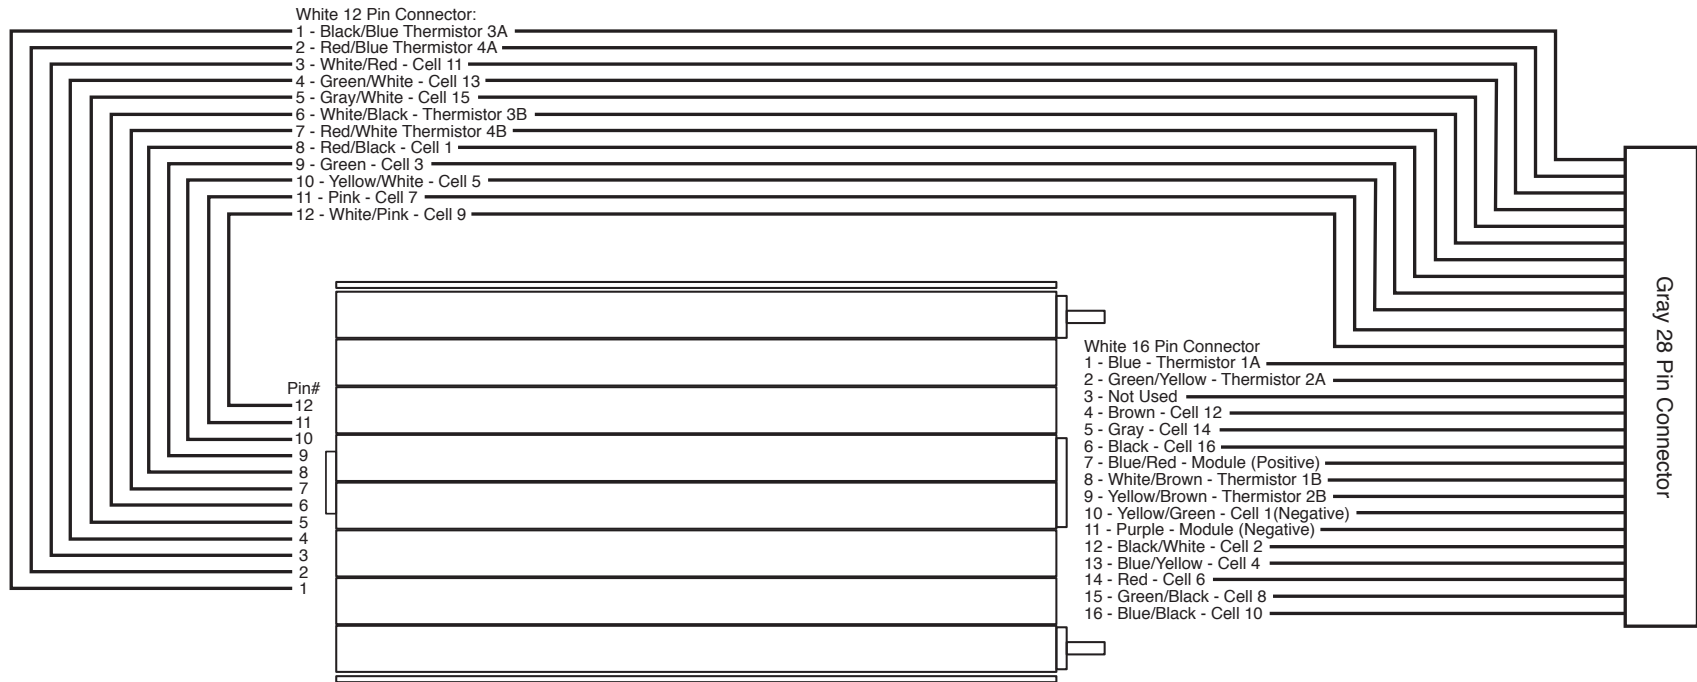 White 12 Pin Connector:
1 - Black/Blue Thermistor 3A
2 - Red/Blue Thermistor 4A
3 - White/Red - Cell 11
4 - Green/White - Cell 13
5 - Gray/White - Cell 15
6 - White/Black - Thermistor 3B
7 - Red/White Thermistor 4B
8 - Red/Black - Cell 1
9 - Green - Cell 3
10 - Yellow/White - Cell 5
11 - Pink - Cell 7
12 - White/Pink - Cell 9
Pin#
12
11
10
9
8
7
6
5
4
3
2
1
White 16 Pin Connector
1 - Blue - Thermistor 1A
2 - Green/Yellow - Thermistor 2A
3 - Not Used
4 - Brown - Cell 12
5 - Gray - Cell 14
6 - Black - Cell 16
7 - Blue/Red - Module (Positive)
8 - White/Brown - Thermistor 1B
9 - Yellow/Brown - Thermistor 2B
10 - Yellow/Green - Cell 1(Negative)
11 - Purple - Module (Negative)
12 - Black/White - Cell 2
13 - Blue/Yellow - Cell 4
14 - Red - Cell 6
15 - Green/Black - Cell 8
16 - Blue/Black - Cell 10
Gray 28 Pin Connector